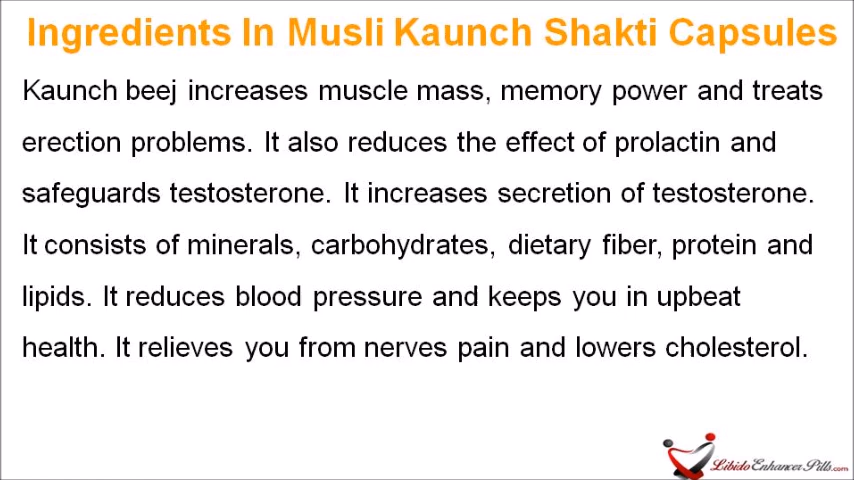 Ingredients In Musli Kaunch Shakti Capsules
Kaunch beej increases muscle mass, memory power and treats
erection problems. It also reduces the effect of prolactin and
safeguards testosterone. It increases secretion of testosterone.
It consists of minerals, carbohydrates, dietary fiber, protein and
lipids. It reduces blood pressure and keeps you in upbeat
health. It relieves you from nerves pain and lowers cholesterol.
LibidoEnhancerPills.com